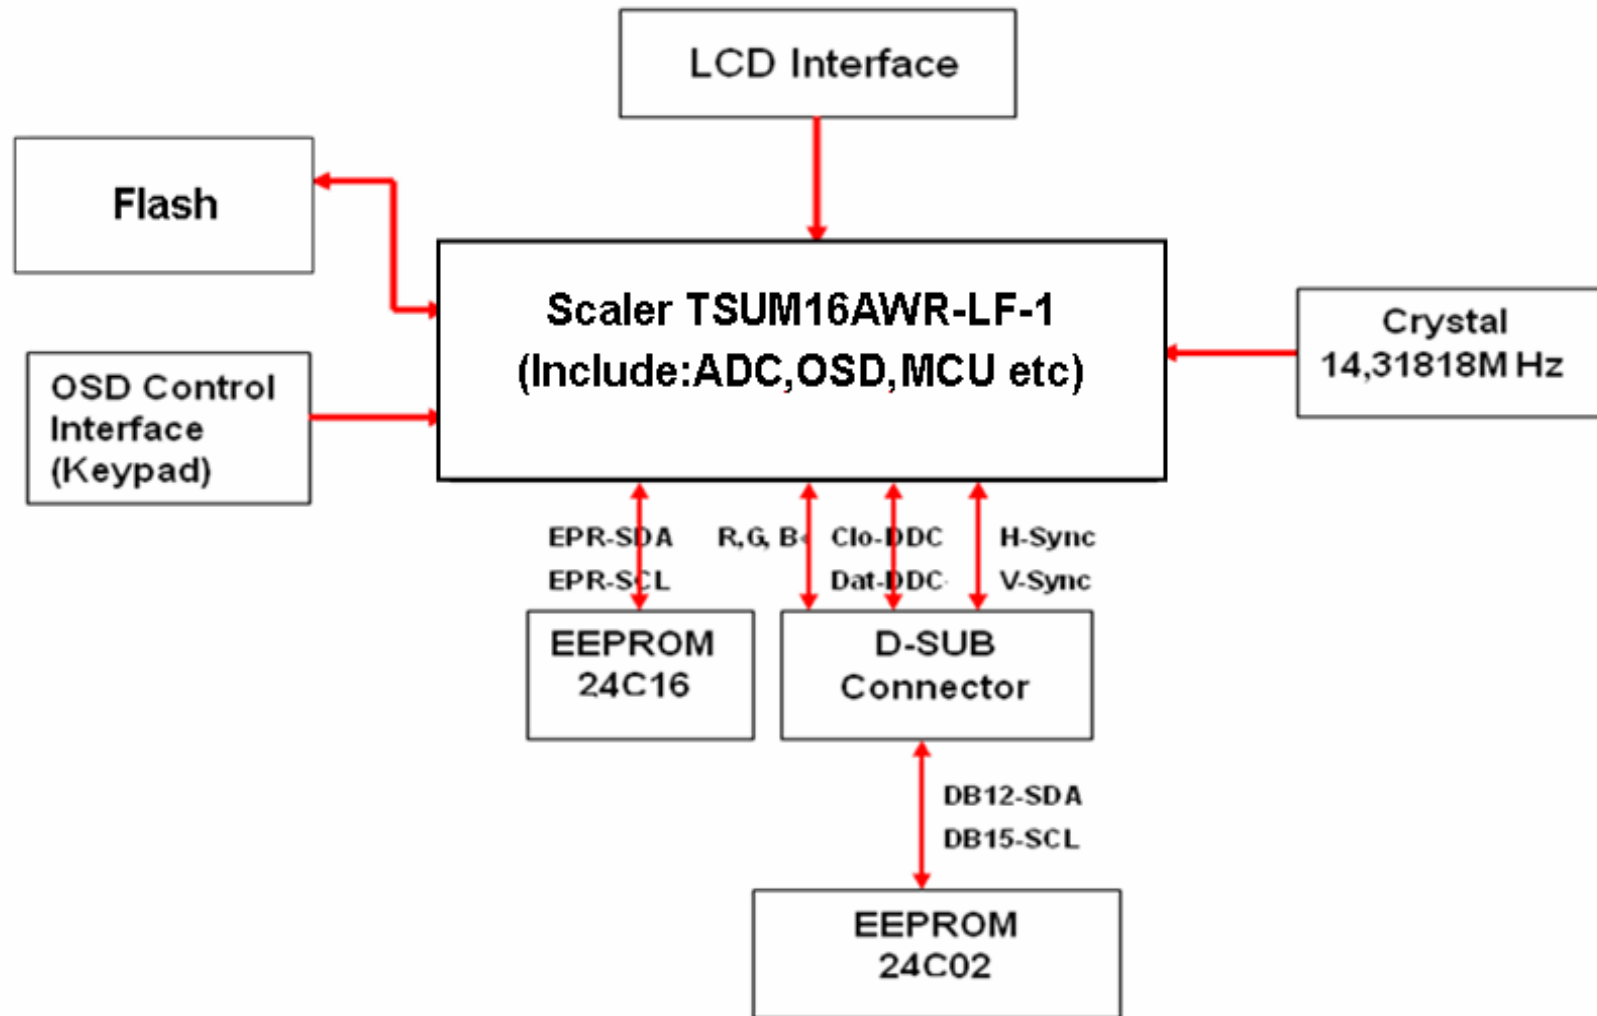 LCD Interface
Flash
Scaler TSUM16AWR-LF-1
(Include:ADC,OSD,MCU etc)
Crystal
14,31818M Hz
OSD Control
Interface
(Keypad)
EPR-SDA
EPR-SCL
R,G, B
Clo-DDC
Dat-DDC
H-Sync
V-Sync
EEPROM
24C16
D-SUB
Connector
DB12-SDA
DB15-SCL
EEPROM
24C02